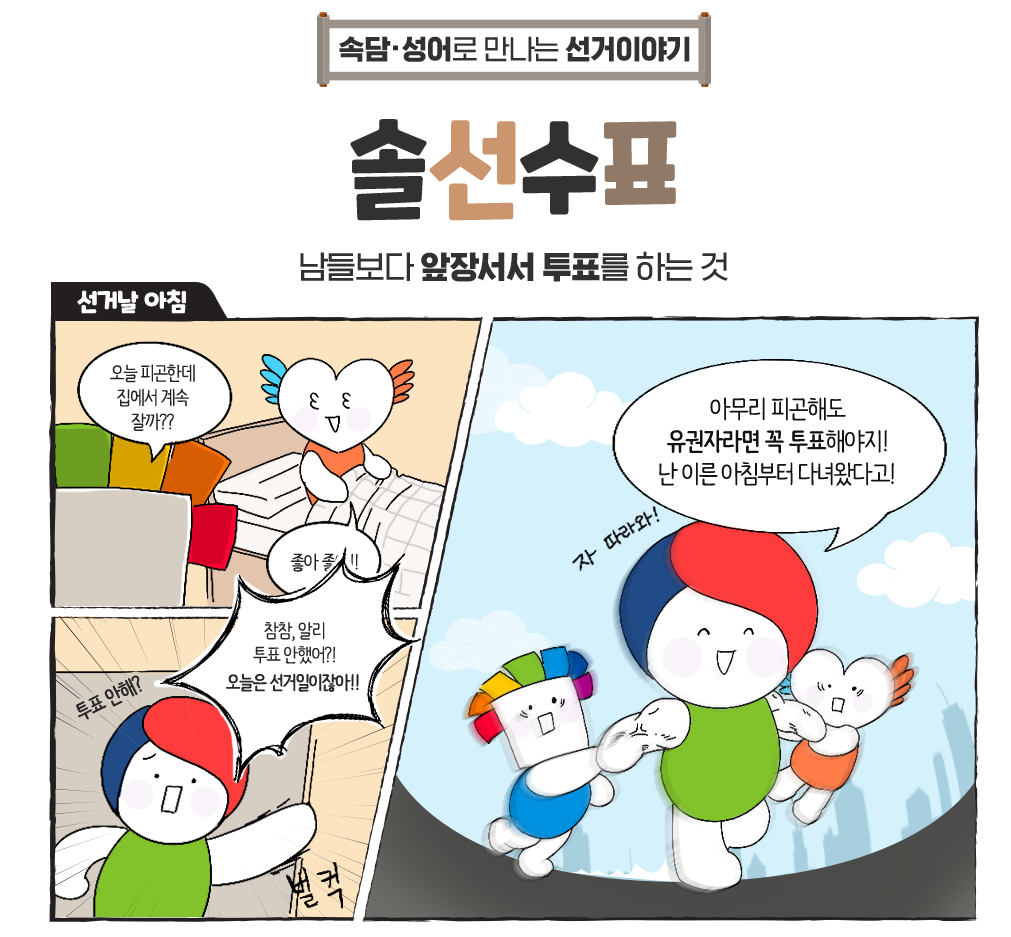 속담·성어로 만나는 선거이야기
솔선수표
남들보다 앞장서서 투표를 하는 것
선거날 아침
오늘 피곤한데
집에서 계속
잘까??
좋아 좋아!!
참참, 알리
투표 안했어?!
오늘은 선거일이잖아!!
투표 안해?
벌컥
아무리 피곤해도
유권자라면 꼭 투표해야지!
난 이른 아침부터 다녀왔다고!
자- 따라와!